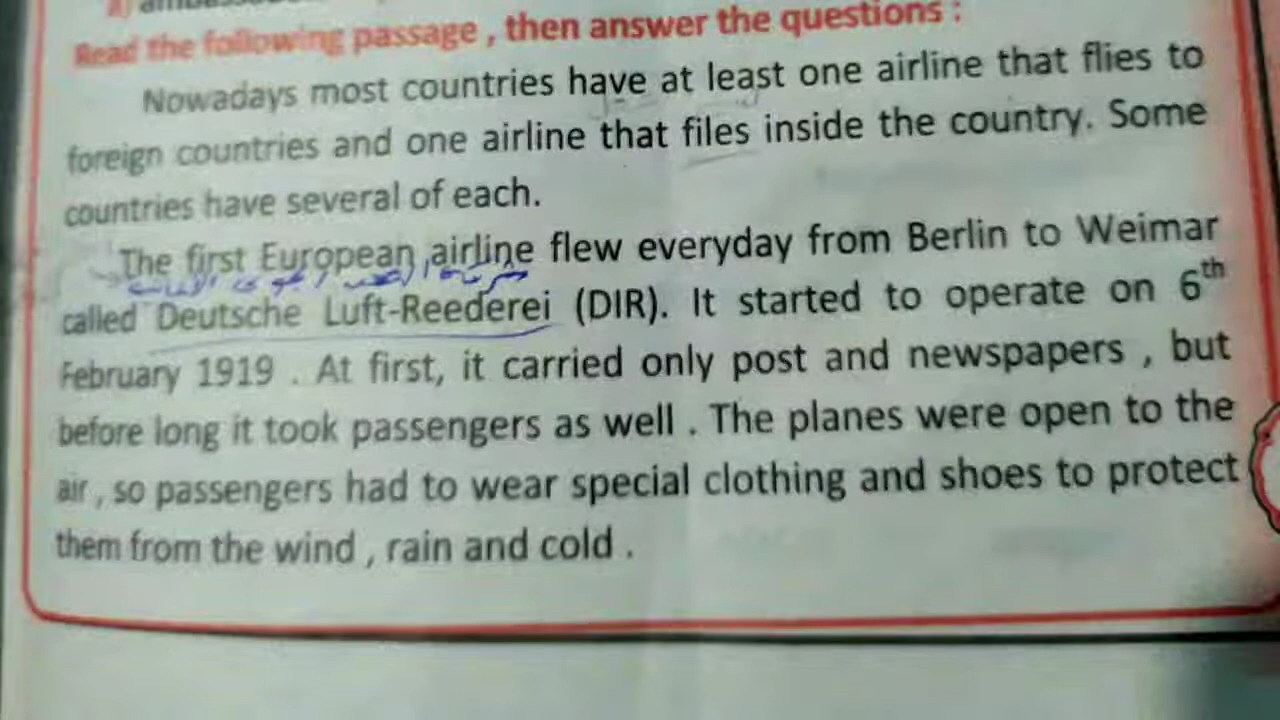 Read the following passage , then answer the questions :
Nowadays most countries have at least one airline that flies to
foreign countries and one airline that files inside the country. Some
countries have several of each.
The first European airline flew everyday from Berlin to Weimar
called Deutsche Luft-Reederei (DIR). It started to operate on 6th
February 1919 . At first, it carried only post and newspapers , but
before long it took passengers as well . The planes were open to the
air , so passengers had to wear special clothing and shoes to protect
them from the wind , rain and cold .